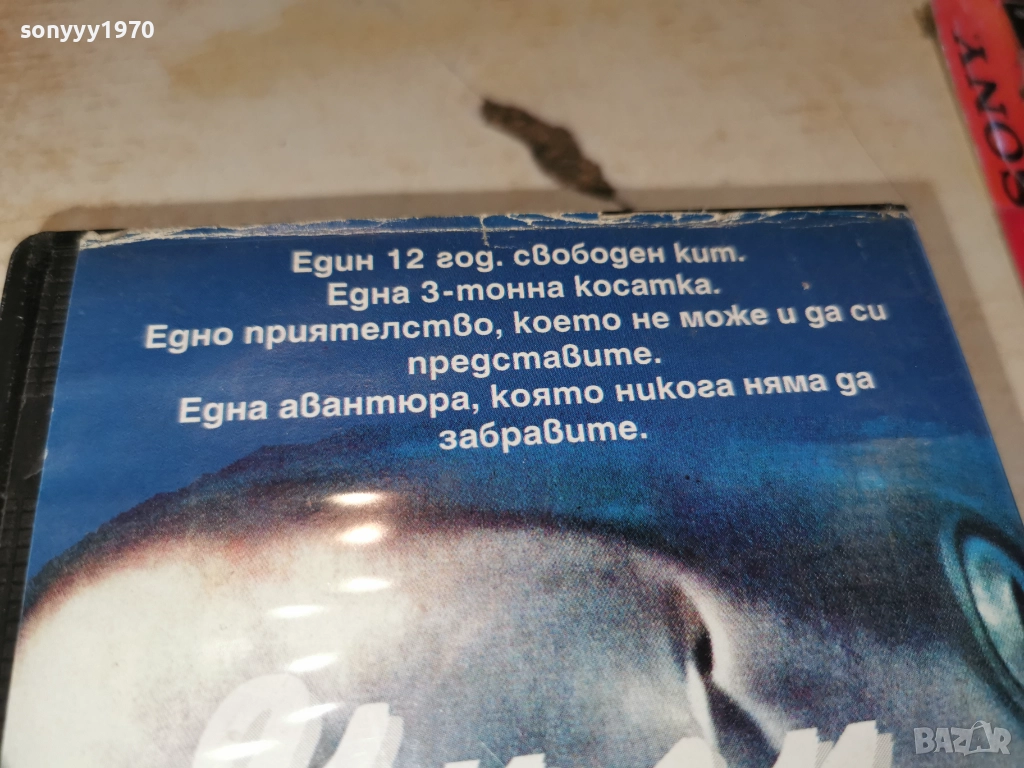 sonyyy1970
SONY
Един 12 год. свободен кит.
Една 3-тонна косатка.
Едно приятелство, което не може и да си
представите.
Една авантюра, която никога няма да
забравите.
BAZAR